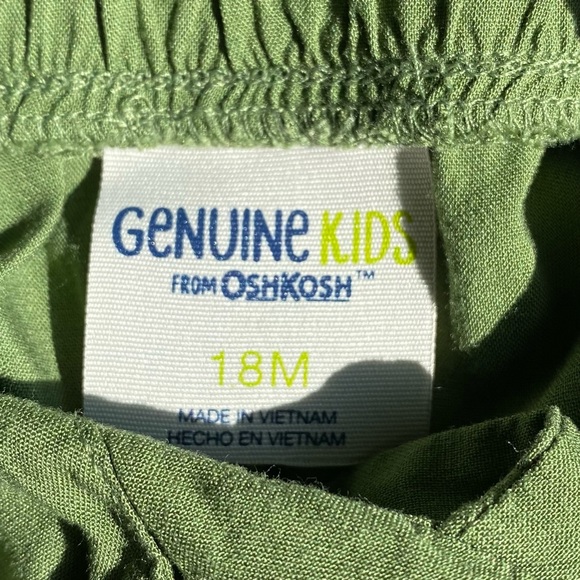 GENUINE KIDS
FROM OSHKOSH™
18M
MADE IN VIETNAM
HECHO EN VIETNAM